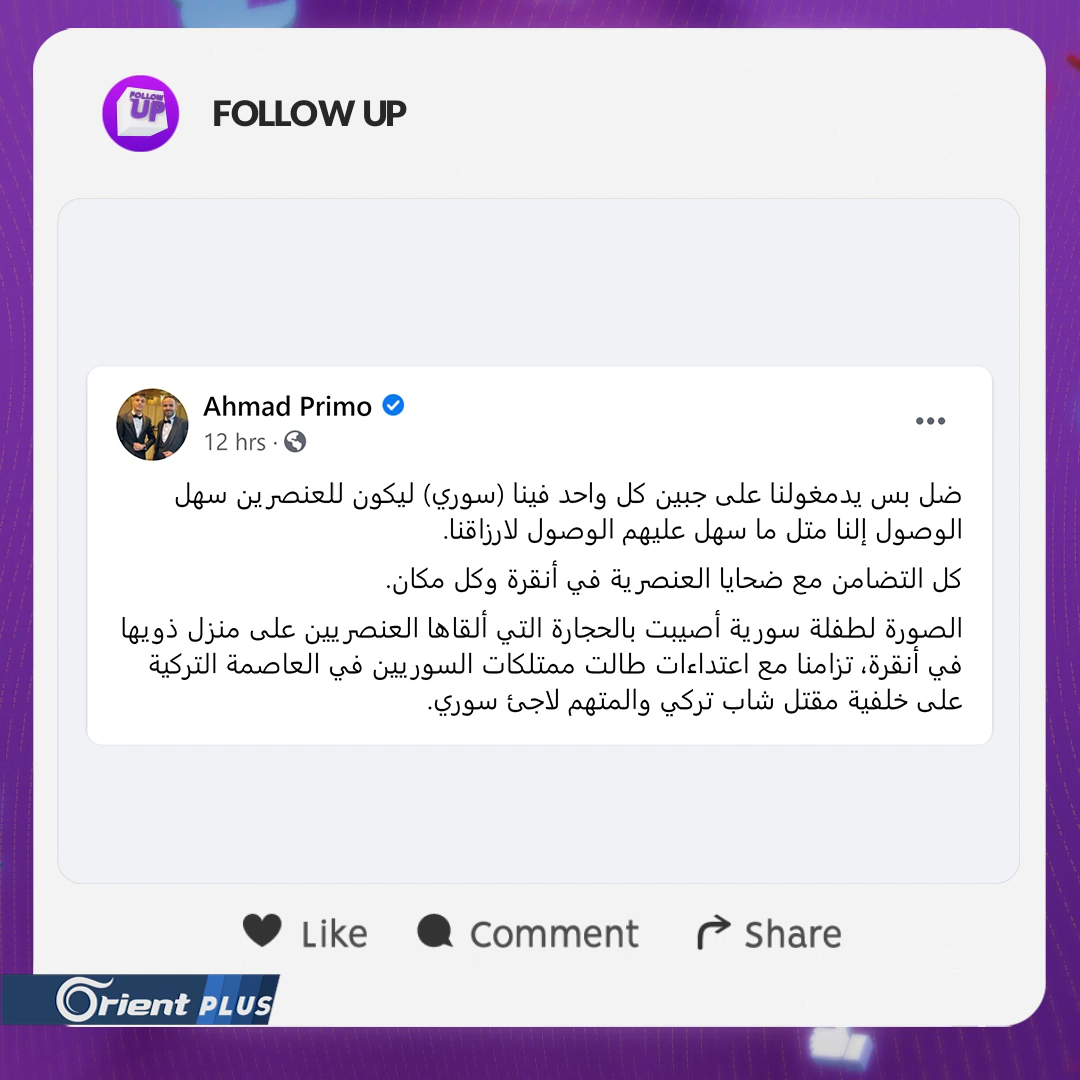 FOLLOW UP
FOLLOW UP
Ahmad Primo
12 hrs ·
ضل بس يدمغولنا على جبين كل واحد فينا (سوري) ليكون للعنصرين سهل
الوصول إلنا متل ما سهل عليهم الوصول لارزاقنا.
كل التضامن مع ضحايا العنصرية في أنقرة وكل مكان.
الصورة لطفلة سورية أصيبت بالحجارة التي ألقاها العنصريين على منزل ذويها
في أنقرة، تزامنا مع اعتداءات طالت ممتلكات السوريين في العاصمة التركية
على خلفية مقتل شاب تركي والمتهم لاجئ سوري.
Like Comment Share
Orient PLUS